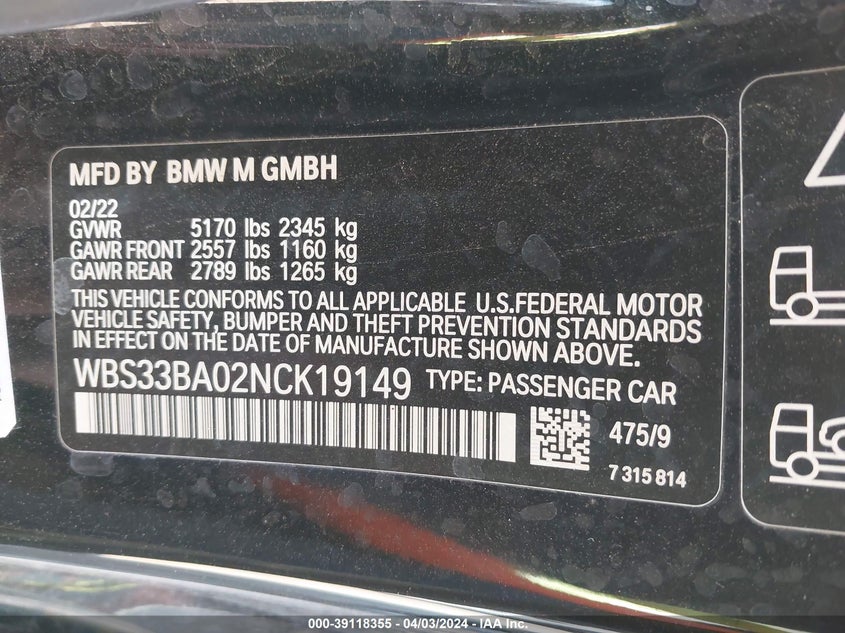 MFD BY BMW M GMBH
02/22
GVWR 5170 lbs 2345 kg
GAWR FRONT 2557 lbs 1160 kg
GAWR REAR 2789 lbs 1265 kg
THIS VEHICLE CONFORMS TO ALL APPLICABLE U.S.FEDERAL MOTOR
VEHICLE SAFETY, BUMPER AND THEFT PREVENTION STANDARDS
IN EFFECT ON THE DATE OF MANUFACTURE SHOWN ABOVE.
WBS33BA02NCK19149 TYPE: PASSENGER CAR
475/9
7 315 814
000-39118355 - 04/03/2024 - IAA Inc.